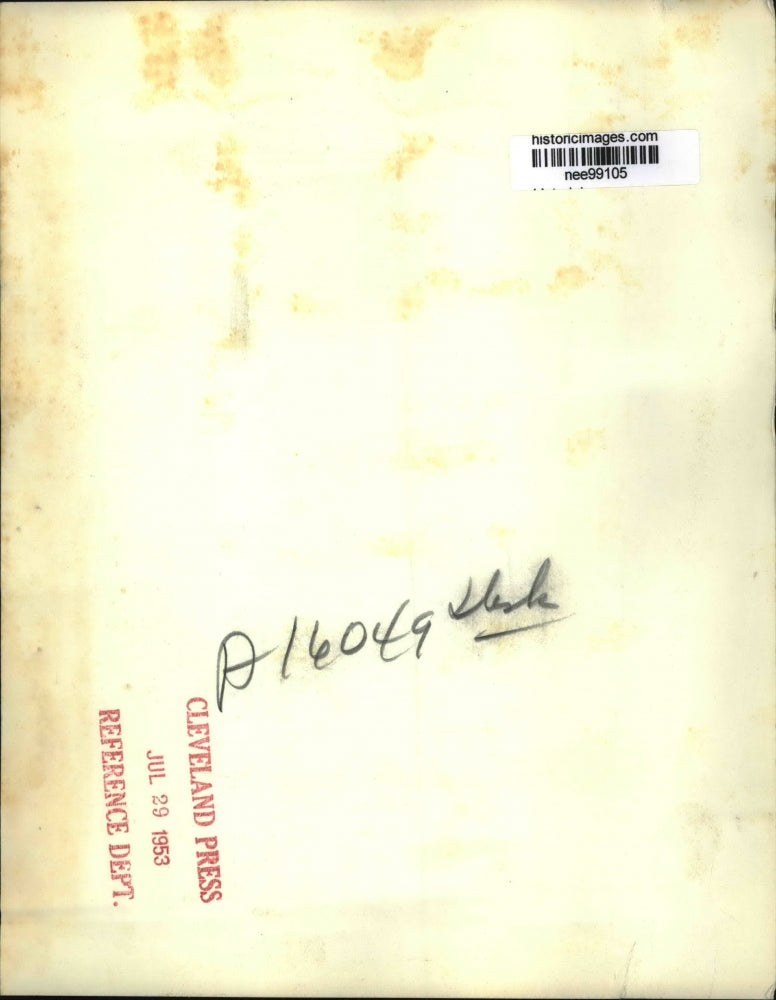 historicimages.com
nee99105
A16049
CLEVELAND PRESS
JUL 29 1953
REFERENCE DEPT.